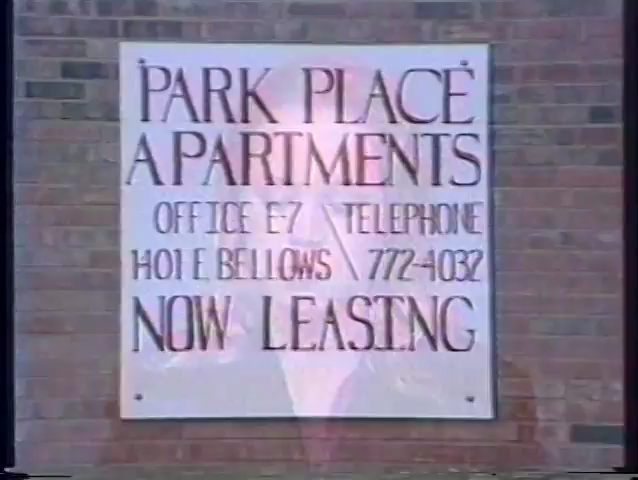 PARK PLACE
APARTMENTS
OFFICE E-7 \ TELEPHONE
1401 E BELLOWS \ 772-4032
NOW LEASING